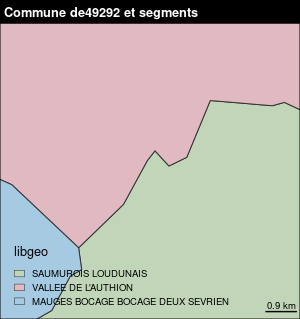 Commune de49292 et segments
libgeo
SAUMUROIS LOUDUNAIS
VALLEE DE L'AUTHION
MAUGES BOCAGE BOCAGE DEUX SEVRIEN
0.9 km